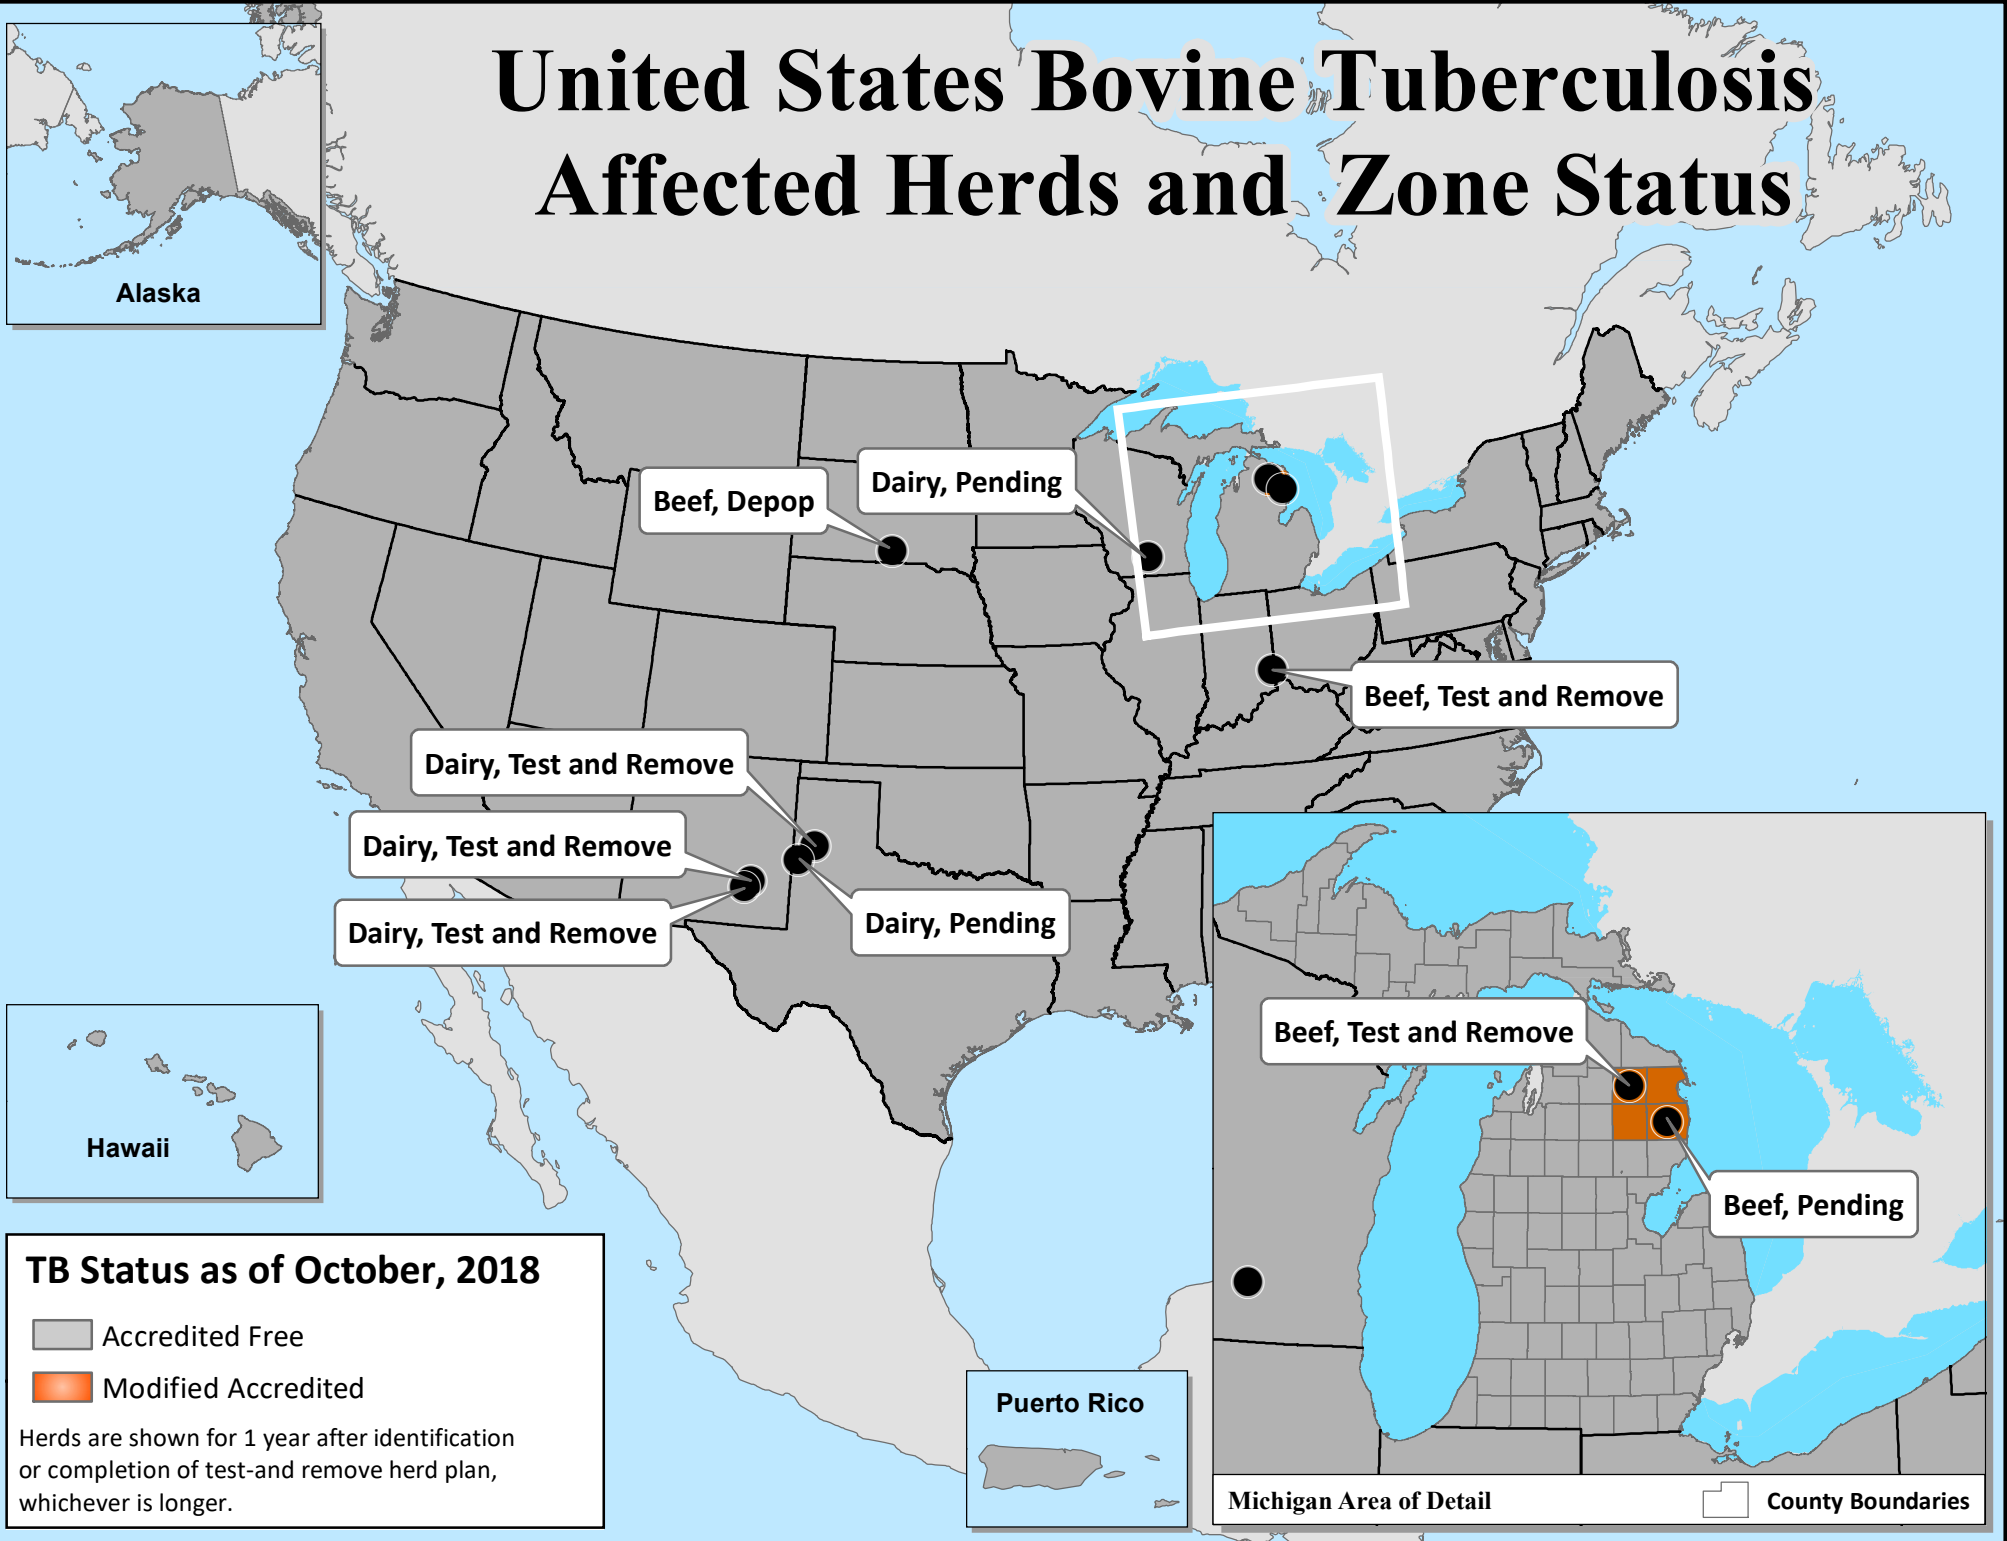 United States Bovine Tuberculosis
Affected Herds and Zone Status
Alaska
Dairy, Pending
Beef, Depop
Beef, Test and Remove
Dairy, Test and Remove
Dairy, Test and Remove
Dairy, Pending
Dairy, Test and Remove
Beef, Test and Remove
Beef, Pending
Hawaii
TB Status as of October, 2018
Accredited Free
Modified Accredited
Herds are shown for 1 year after identification
or completion of test-and remove herd plan,
whichever is longer.
Puerto Rico
Michigan Area of Detail
County Boundaries